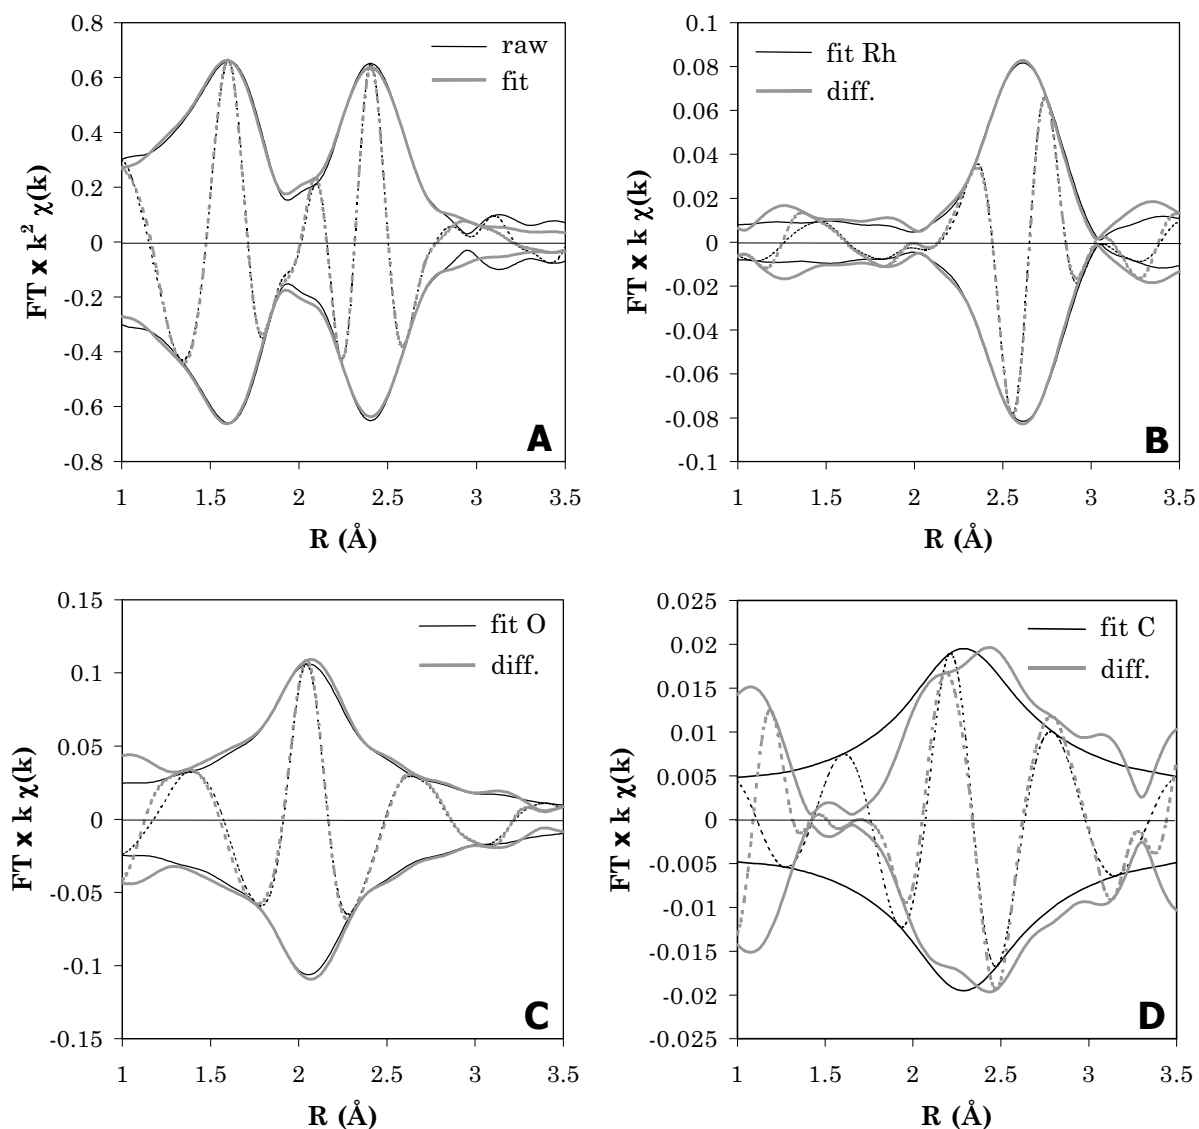 0.8
0.6
0.4
0.2
0
-0.2
-0.4
-0.6
-0.8
FT x k² χ(k)
raw
fit
A
1 1.5 2 2.5 3 3.5
R (Å)
0.1
0.08
0.06
0.04
0.02
0
-0.02
-0.04
-0.06
-0.08
-0.1
FT x k χ(k)
fit Rh
diff.
B
1 1.5 2 2.5 3 3.5
R (Å)
0.15
0.1
0.05
0
-0.05
-0.1
-0.15
FT x k χ(k)
fit O
diff.
C
1 1.5 2 2.5 3 3.5
R (Å)
0.025
0.02
0.015
0.01
0.005
0
-0.005
-0.01
-0.015
-0.02
-0.025
FT x k χ(k)
fit C
diff.
D
1 1.5 2 2.5 3 3.5
R (Å)